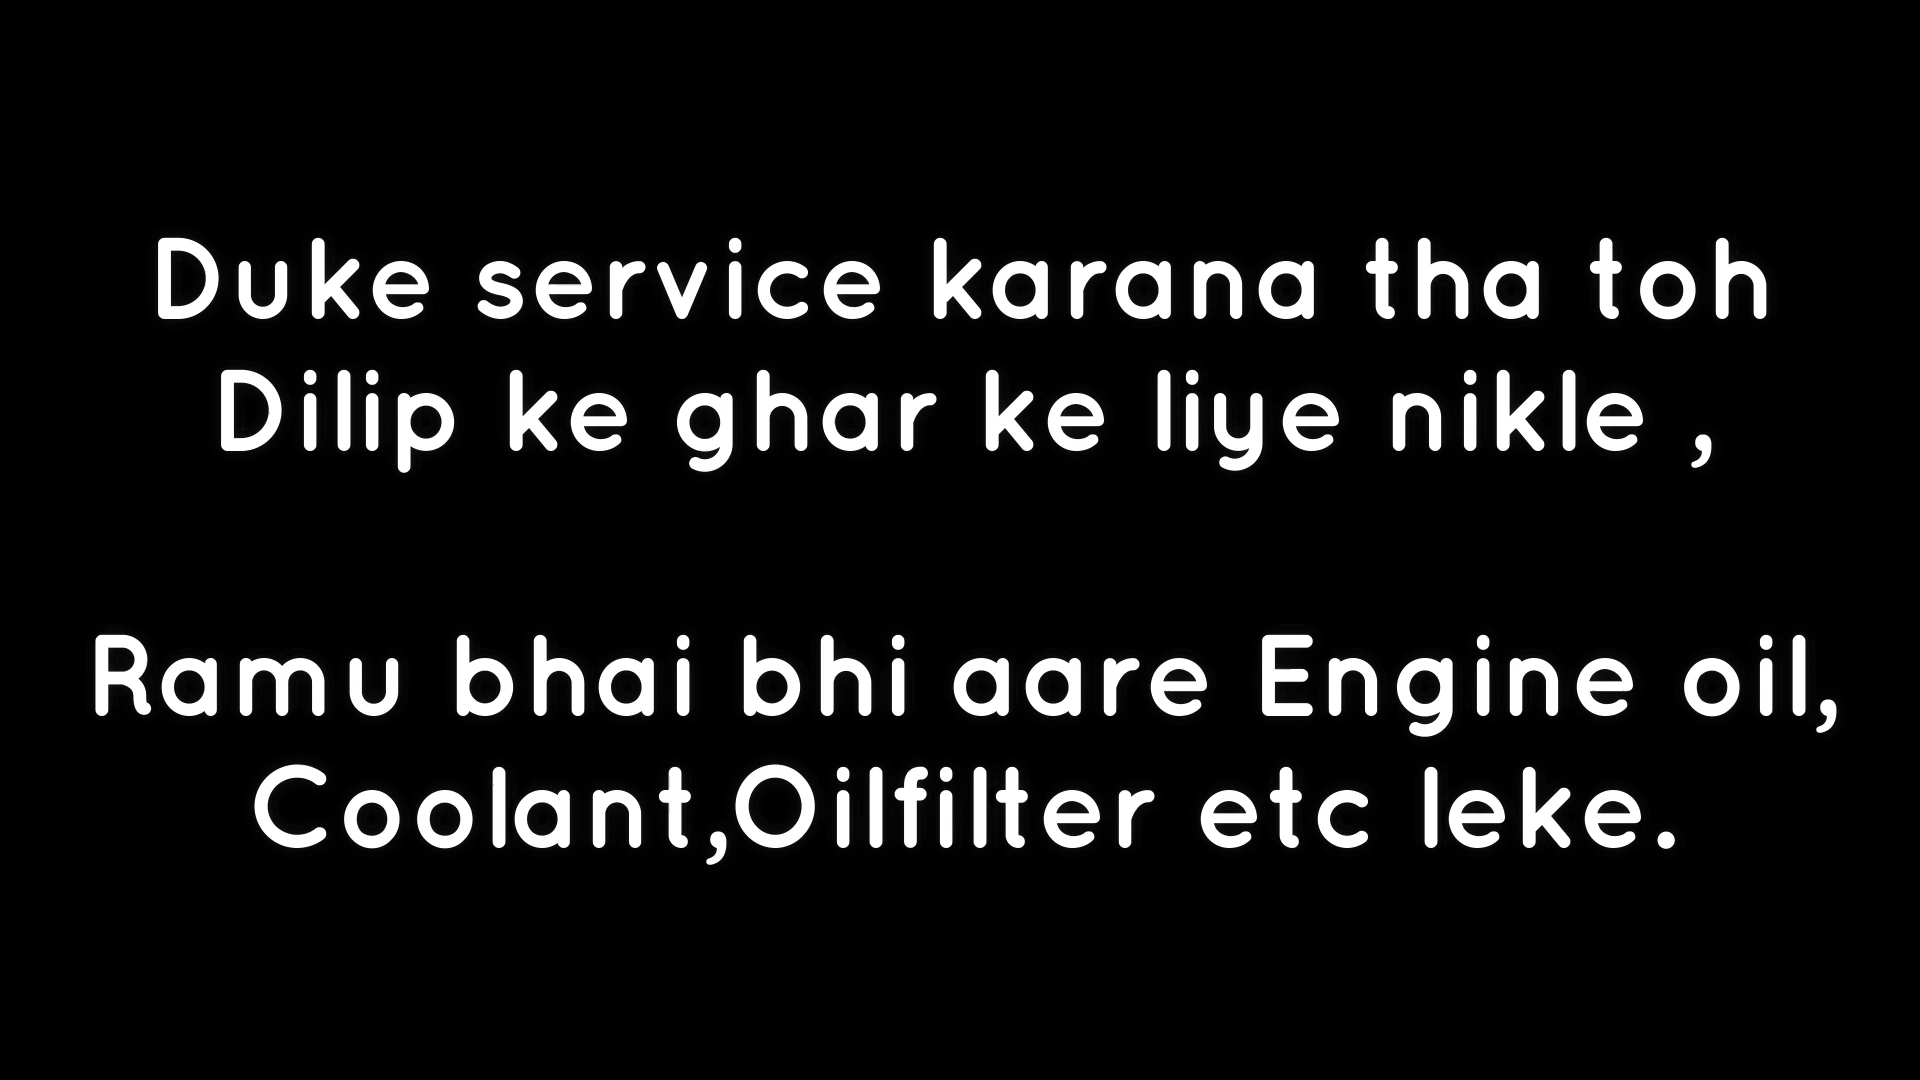 Duke service karana tha toh
Dilip ke ghar ke liye nikle ,
Ramu bhai bhi aare Engine oil,
Coolant,Oilfilter etc leke.